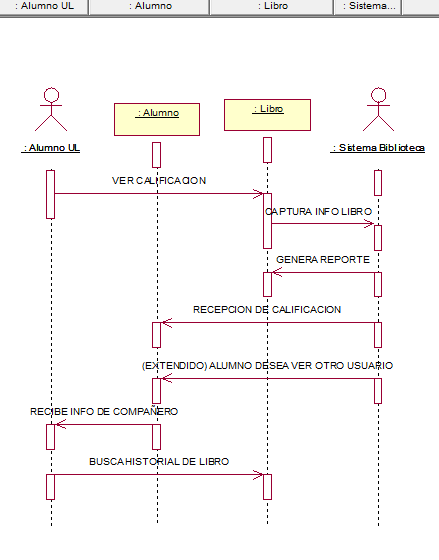 : Alumno UL
: Alumno
: Libro
: Sistema...
: Alumno UL
: Alumno
: Libro
: Sistema Biblioteca
VER CALIFICACION
CAPTURA INFO LIBRO
GENERA REPORTE
RECEPCION DE CALIFICACION
(EXTENDIDO) ALUMNO DESEA VER OTRO USUARIO
RECIBE INFO DE COMPAÑERO
BUSCA HISTORIAL DE LIBRO